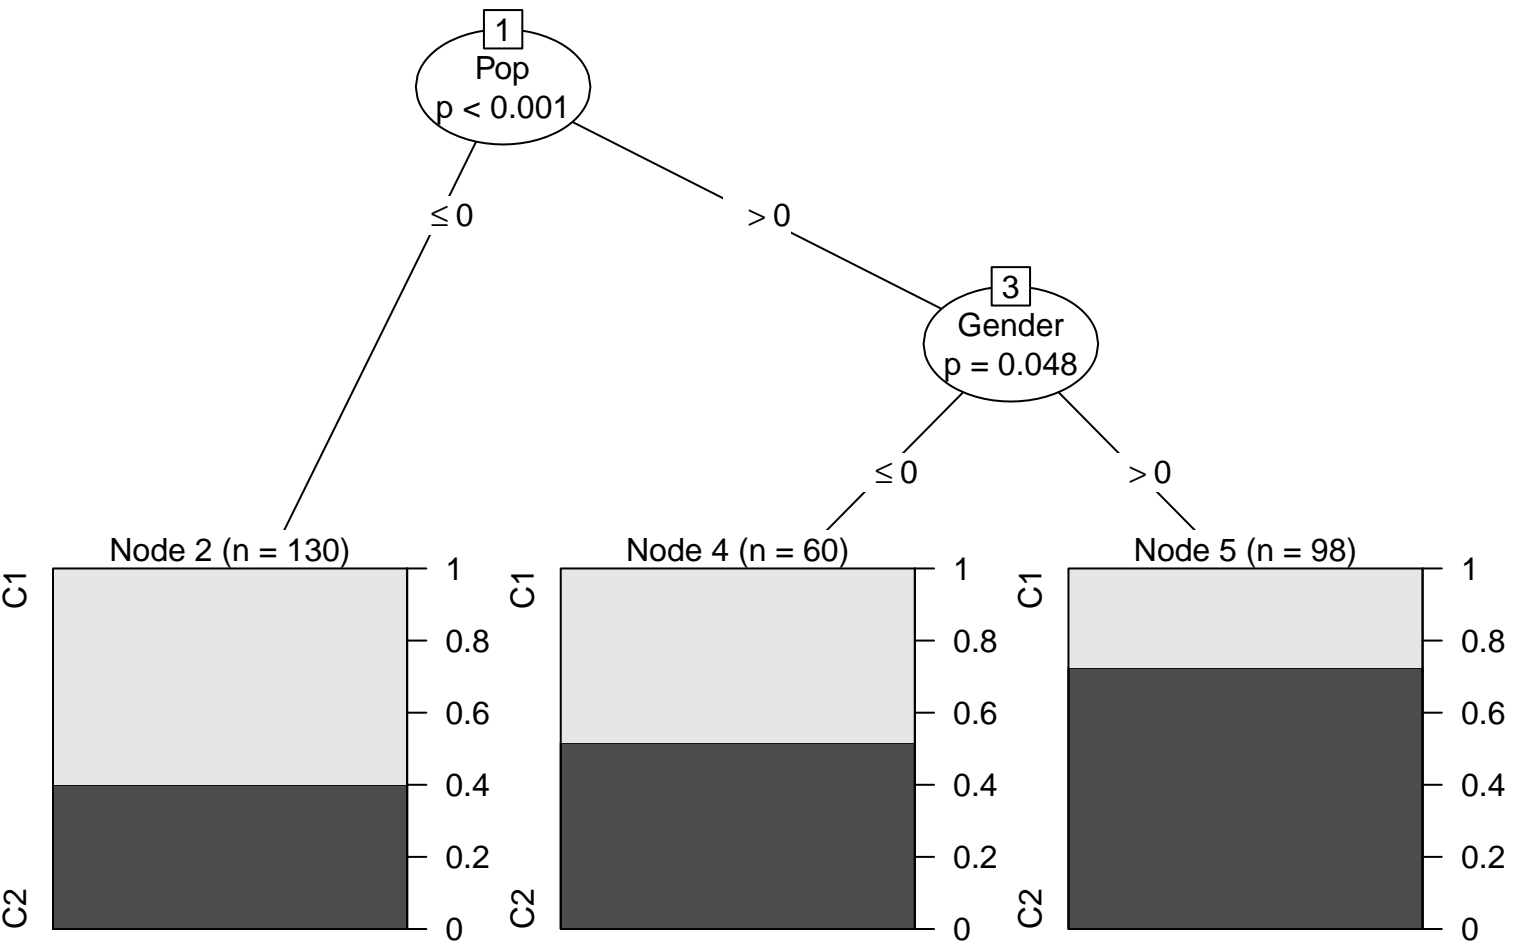 1
Pop
p < 0.001
≤ 0
> 0
3
Gender
p = 0.048
≤ 0
> 0
Node 2 (n = 130)
C1
C2
1
0.8
0.6
0.4
0.2
0
Node 4 (n = 60)
C1
C2
1
0.8
0.6
0.4
0.2
0
Node 5 (n = 98)
C1
C2
1
0.8
0.6
0.4
0.2
0